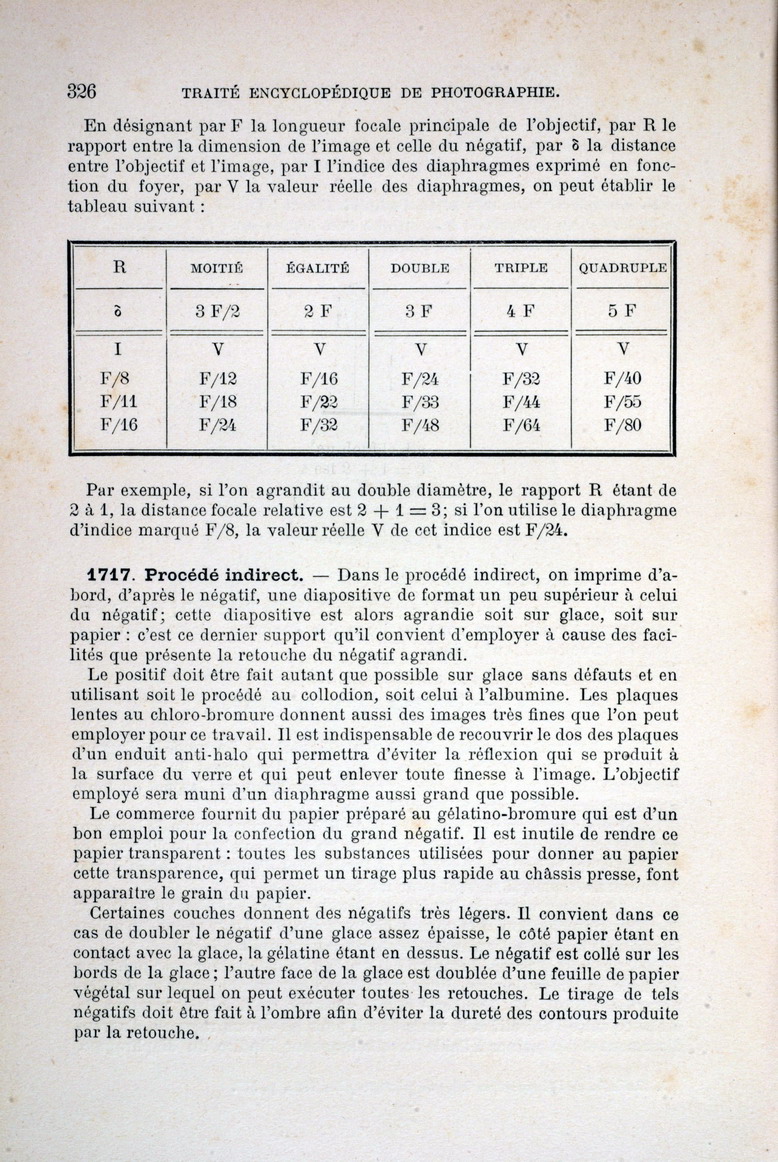 326 TRAITÉ ENCYCLOPÉDIQUE DE PHOTOGRAPHIE.
En désignant par F la longueur focale principale de l'objectif, par R le
rapport entre la dimension de l'image et celle du négatif, par δ la distance
entre l'objectif et l'image, par I l'indice des diaphragmes exprimé en fonc-
tion du foyer, par V la valeur réelle des diaphragmes, on peut établir le
tableau suivant :
R MOITIÉ ÉGALITÉ DOUBLE TRIPLE QUADRUPLE
δ 3 F/2 2 F 3 F 4 F 5 F
I V V V V V
F/8 F/12 F/16 F/24 F/32 F/40
F/11 F/18 F/22 F/33 F/44 F/55
F/16 F/24 F/32 F/48 F/64 F/80
Par exemple, si l'on agrandit au double diamètre, le rapport R étant de
2 à 1, la distance focale relative est 2 + 1 = 3; si l'on utilise le diaphragme
d'indice marqué F/8, la valeur réelle V de cet indice est F/24.
1717. Procédé indirect. — Dans le procédé indirect, on imprime d'a-
bord, d'après le négatif, une diapositive de format un peu supérieur à celui
du négatif; cette diapositive est alors agrandie soit sur glace, soit sur
papier : c'est ce dernier support qu'il convient d'employer à cause des faci-
lités que présente la retouche du négatif agrandi.
Le positif doit être fait autant que possible sur glace sans défauts et en
utilisant soit le procédé au collodion, soit celui à l'albumine. Les plaques
lentes au chloro-bromure donnent aussi des images très fines que l'on peut
employer pour ce travail. Il est indispensable de recouvrir le dos des plaques
d'un enduit anti-halo qui permettra d'éviter la réflexion qui se produit à
la surface du verre et qui peut enlever toute finesse à l'image. L'objectif
employé sera muni d'un diaphragme aussi grand que possible.
Le commerce fournit du papier préparé au gélatino-bromure qui est d'un
bon emploi pour la confection du grand négatif. Il est inutile de rendre ce
papier transparent : toutes les substances utilisées pour donner au papier
cette transparence, qui permet un tirage plus rapide au châssis presse, font
apparaître le grain du papier.
Certaines couches donnent des négatifs très légers. Il convient dans ce
cas de doubler le négatif d'une glace assez épaisse, le côté papier étant en
contact avec la glace, la gélatine étant en dessus. Le négatif est collé sur les
bords de la glace; l'autre face de la glace est doublée d'une feuille de papier
végétal sur lequel on peut exécuter toutes les retouches. Le tirage de tels
négatifs doit être fait à l'ombre afin d'éviter la dureté des contours produite
par la retouche.